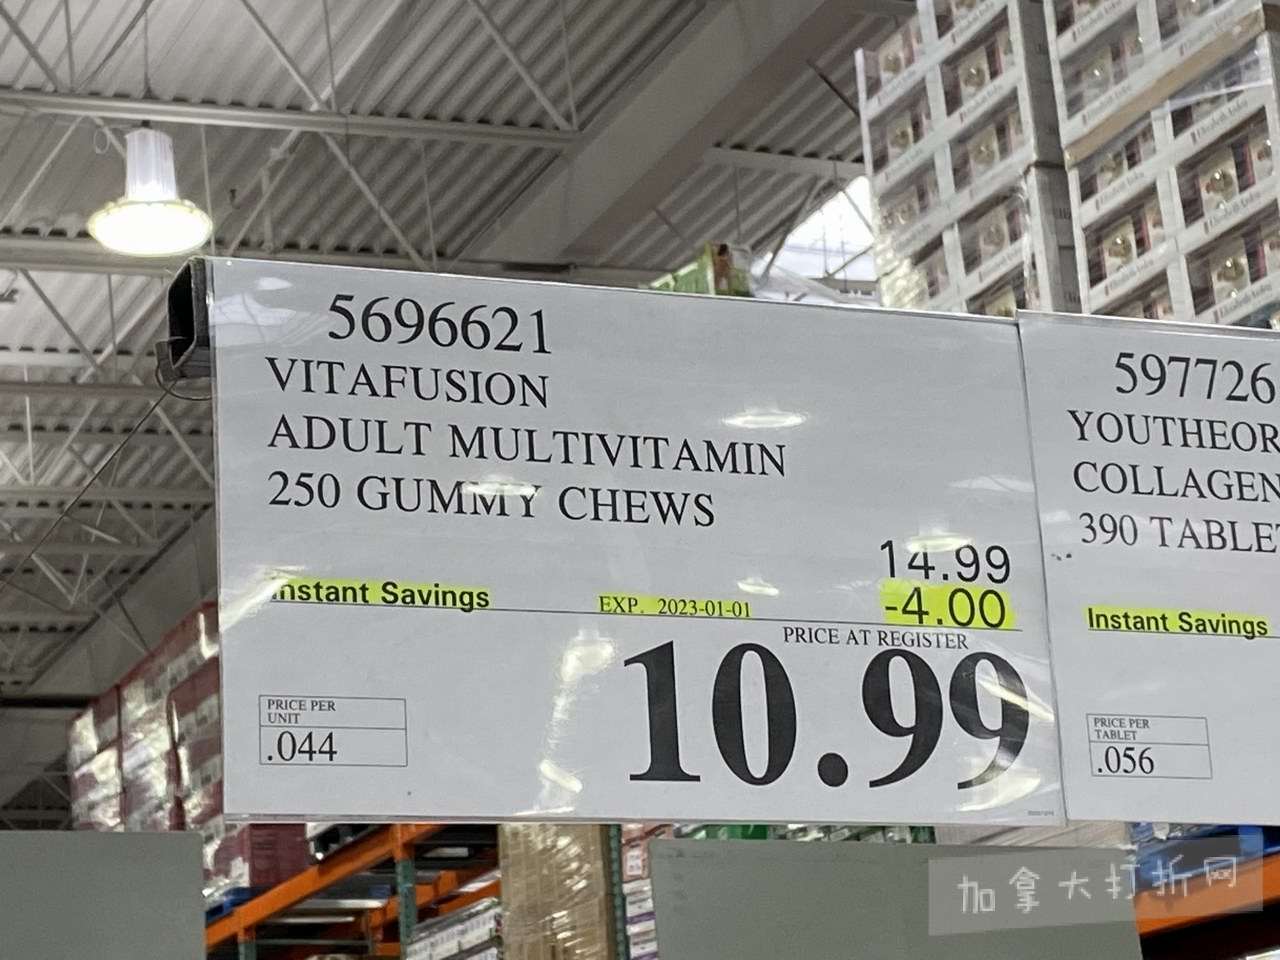 5696621
VITAFUSION
ADULT MULTIVITAMIN
250 GUMMY CHEWS
14.99
Instant Savings EXP. 2023-01-01 -4.00
PRICE AT REGISTER
10.99
PRICE PER
UNIT
.044
597726
YOUTHEOR
COLLAGEN
390 TABLE
Instant Savings
PRICE PER
TABLET
.056
加拿大打折网